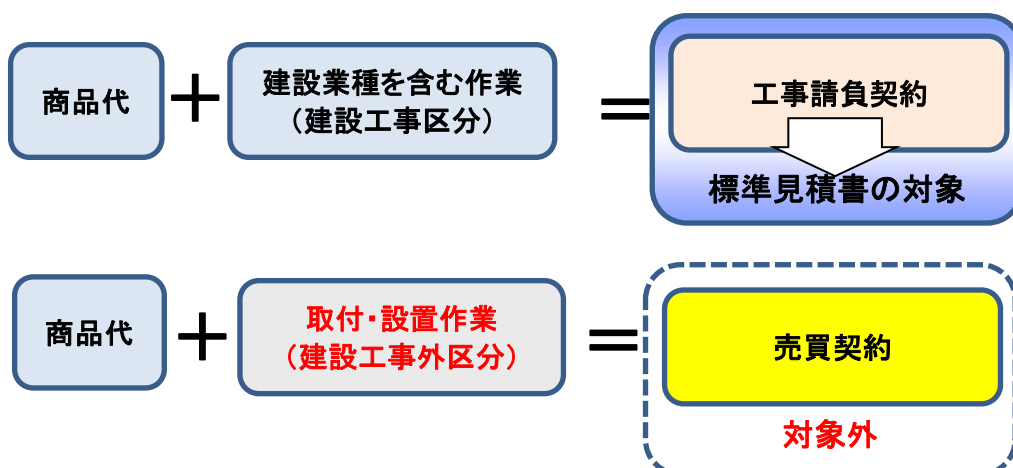 商品代
＋
建設業種を含む作業
（建設工事区分）
＝
工事請負契約
標準見積書の対象
商品代
＋
取付・設置作業
（建設工事外区分）
＝
売買契約
対象外